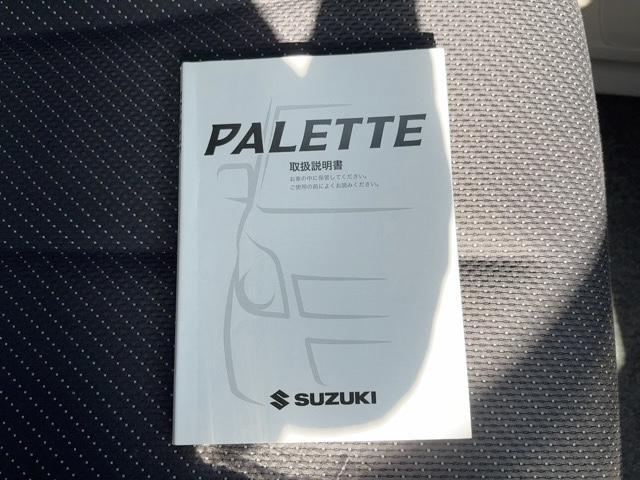 PALETTE
取扱説明書
お車の中に保管してください。
ご使用の前によくお読みください。
SUZUKI